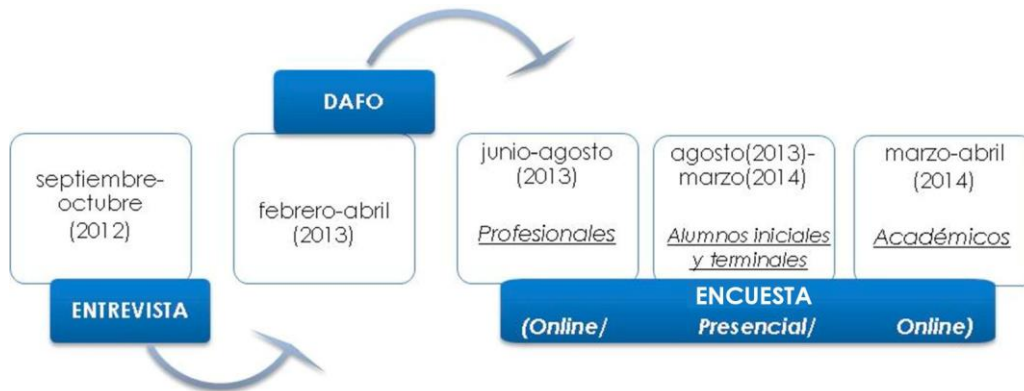 DAFO
septiembre-
octubre
(2012)
ENTREVISTA
febrero-abril
(2013)
junio-agosto
(2013)
Profesionales
agosto(2013)-
marzo(2014)
Alumnos iniciales
y terminales
marzo-abril
(2014)
Académicos
ENCUESTA
(Online/ Presencial/ Online)